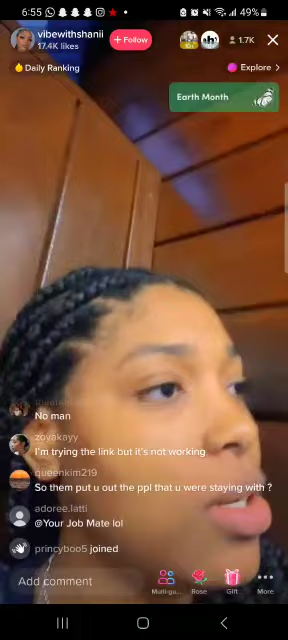 6:55
49%
vibewithshanii
17.4K likes
+ Follow
1.7K
Daily Ranking
Explore >
Earth Month
No man
zoyakayy
I'm trying the link but it's not working
queenkim219
So them put u out the ppl that u were staying with ?
adoree.latti
@Your Job Mate lol
princyboo5 joined
Add comment
Multi-gu...
Rose
Gift
More